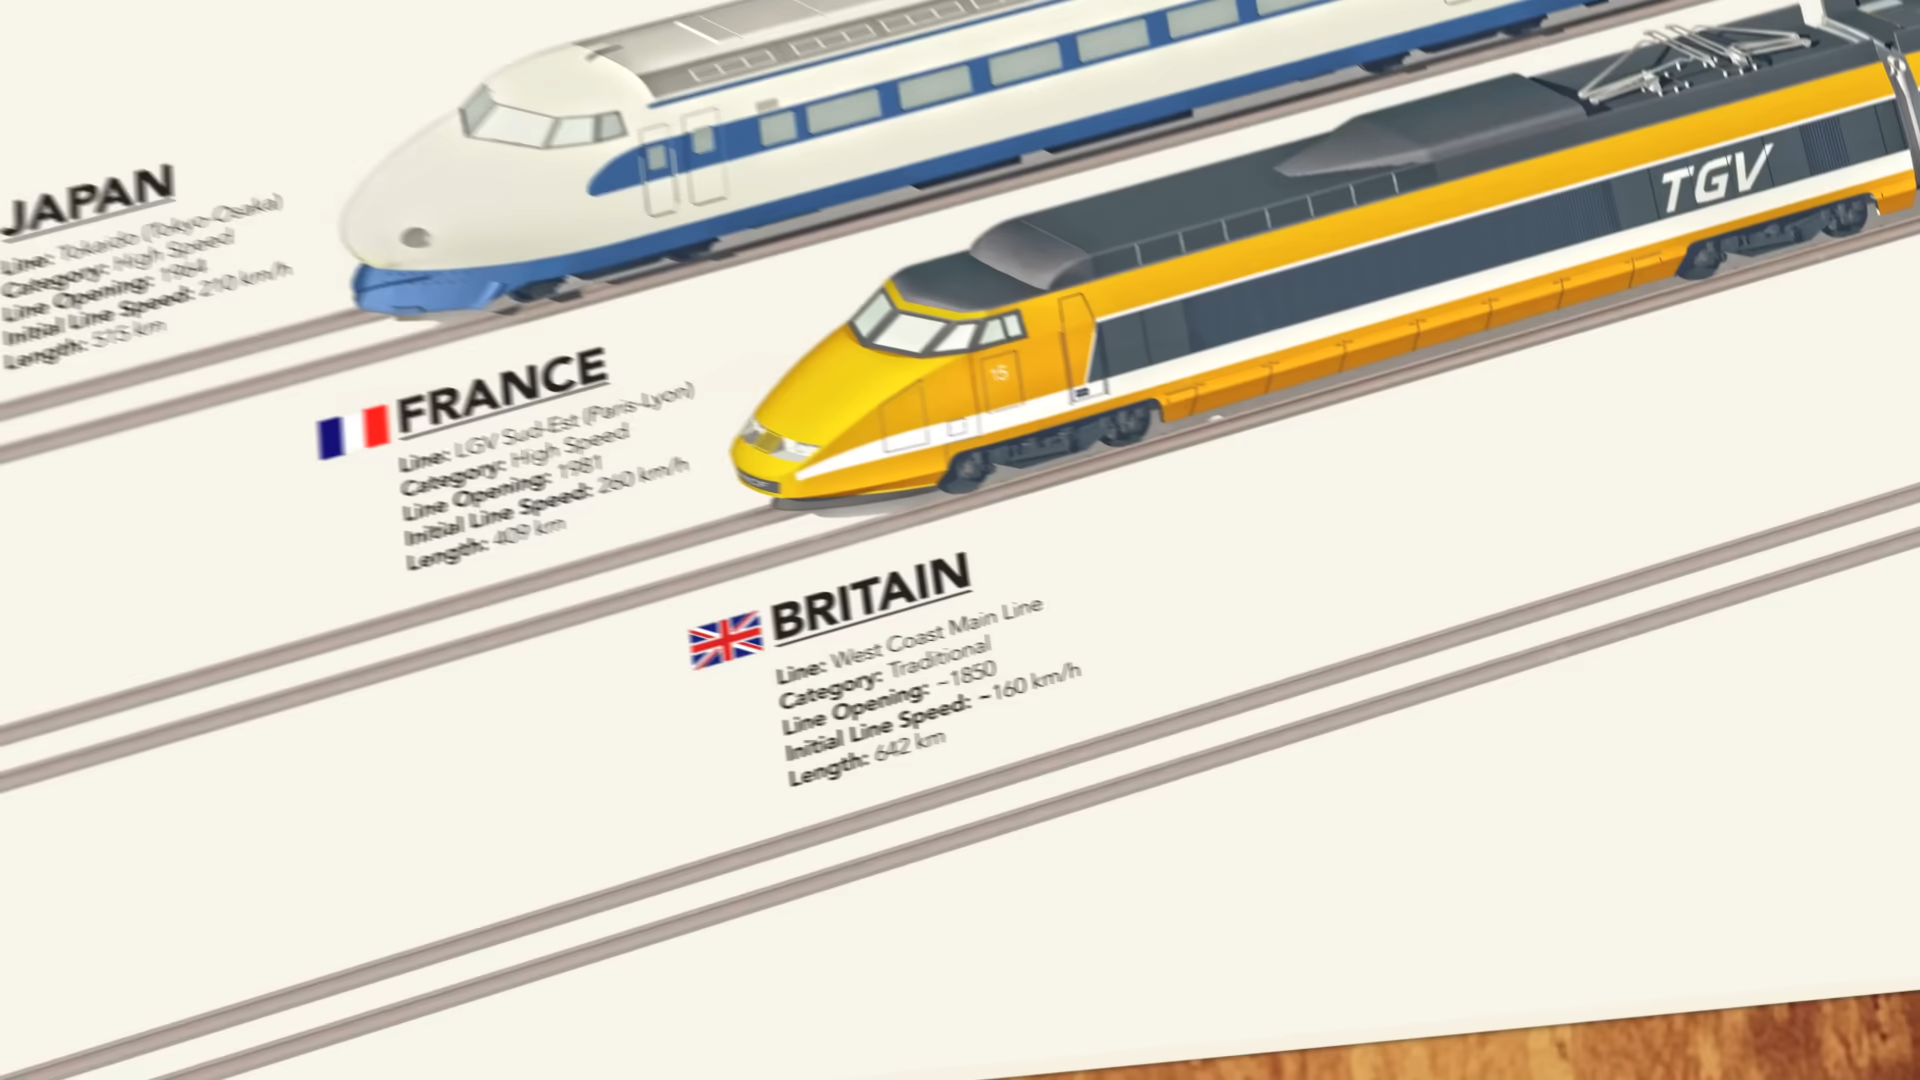 JAPAN
Line: Tokaido (Tokyo-Osaka)
Category: High Speed
Line Opening: 1964
Initial Line Speed: 210 km/h
Length: 515 km
FRANCE
Line: LGV Sud-Est (Paris-Lyon)
Category: High Speed
Line Opening: 1981
Initial Line Speed: 260 km/h
Length: 409 km
TGV
15
BRITAIN
Line: West Coast Main Line
Category: Traditional
Line Opening: ~1850
Initial Line Speed: ~160 km/h
Length: 642 km